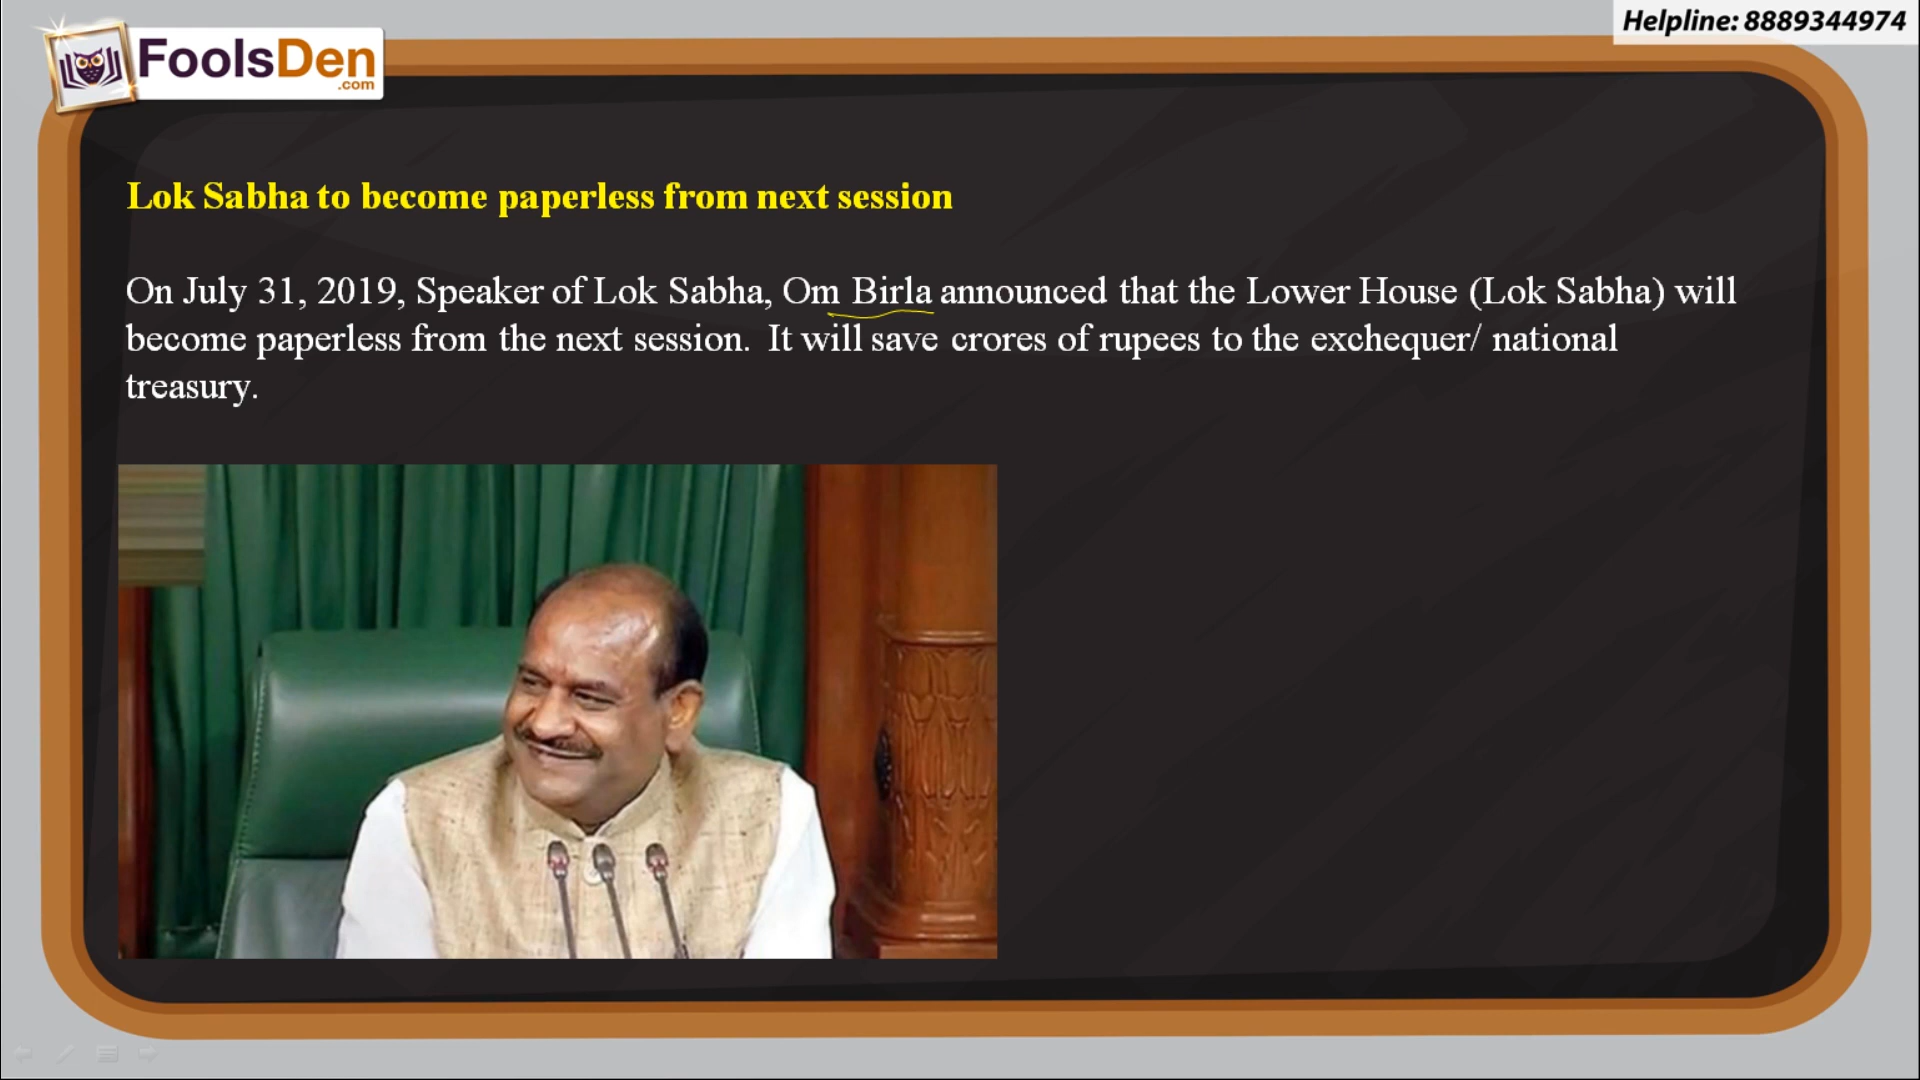 Helpline: 8889344974
FoolsDen
.com
Lok Sabha to become paperless from next session
On July 31, 2019, Speaker of Lok Sabha, Om Birla announced that the Lower House (Lok Sabha) will
become paperless from the next session. It will save crores of rupees to the exchequer/ national
treasury.